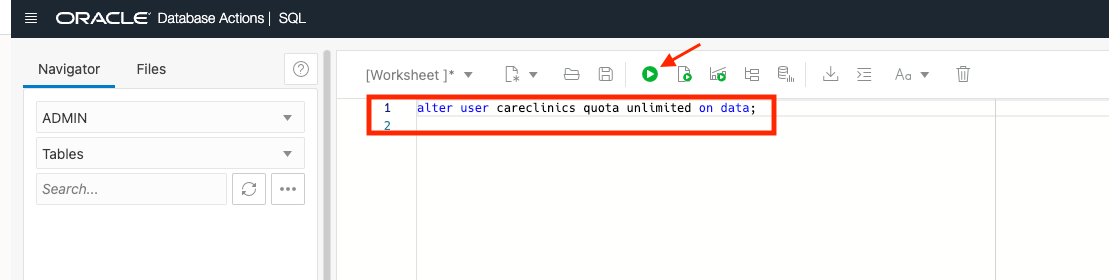 ORACLE Database Actions | SQL
Navigator Files
ADMIN
Tables
Search...
[Worksheet ]*
Aa
1 alter user careclinics quota unlimited on data;
2